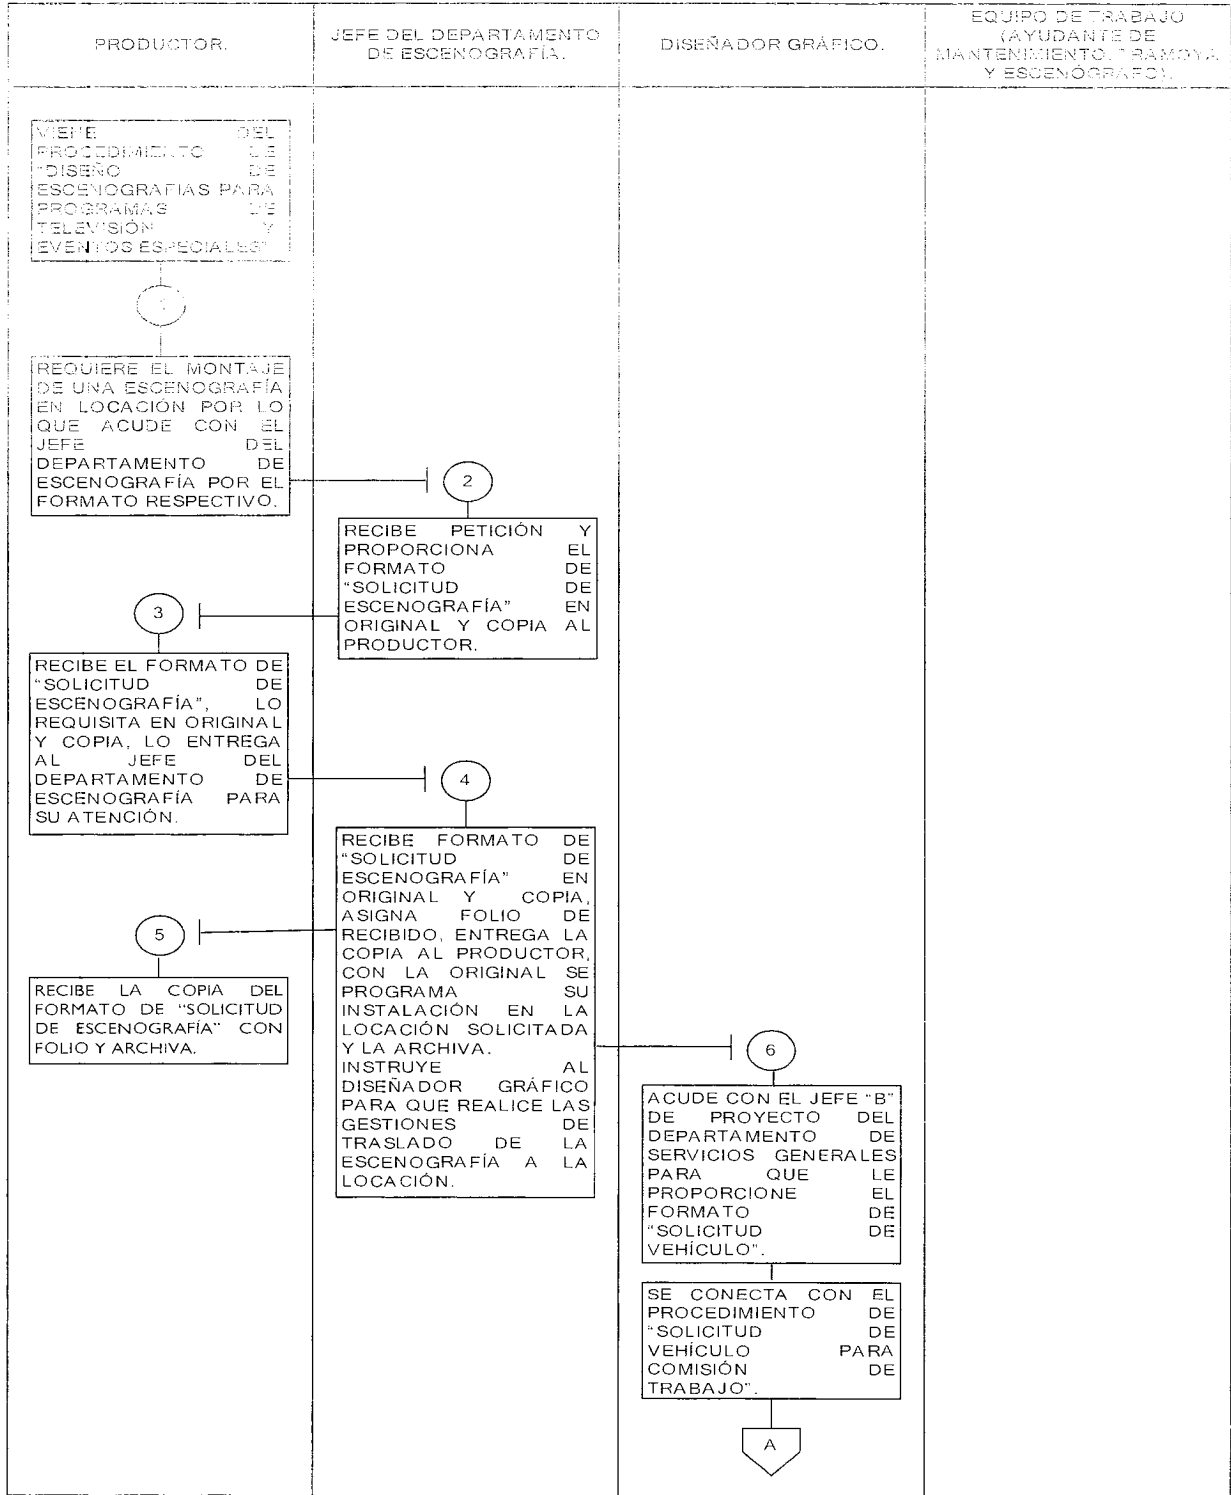 PRODUCTOR.
JEFE DEL DEPARTAMENTO
DE ESCENOGRAFÍA.
DISEÑADOR GRÁFICO.
EQUIPO DE TRABAJO
(AYUDANTE DE
MANTENIMIENTO, TRAMOYA
Y ESCENÓGRAFO).
VIENE DEL
PROCEDIMIENTO DE
"DISEÑO DE
ESCENOGRAFIAS PARA
PROGRAMAS DE
TELEVISIÓN Y
EVENTOS ESPECIALES"
1
REQUIERE EL MONTAJE
DE UNA ESCENOGRAFÍA
EN LOCACIÓN POR LO
QUE ACUDE CON EL
JEFE DEL
DEPARTAMENTO DE
ESCENOGRAFÍA POR EL
FORMATO RESPECTIVO.
2
RECIBE PETICIÓN Y
PROPORCIONA EL
FORMATO DE
"SOLICITUD DE
ESCENOGRAFÍA" EN
ORIGINAL Y COPIA AL
PRODUCTOR.
3
RECIBE EL FORMATO DE
"SOLICITUD DE
ESCENOGRAFÍA", LO
REQUISITA EN ORIGINAL
Y COPIA, LO ENTREGA
AL JEFE DEL
DEPARTAMENTO DE
ESCENOGRAFÍA PARA
SU ATENCIÓN.
4
RECIBE FORMATO DE
"SOLICITUD DE
ESCENOGRAFÍA" EN
ORIGINAL Y COPIA,
ASIGNA FOLIO DE
RECIBIDO, ENTREGA LA
COPIA AL PRODUCTOR,
CON LA ORIGINAL SE
PROGRAMA SU
INSTALACIÓN EN LA
LOCACIÓN SOLICITADA
Y LA ARCHIVA.
INSTRUYE AL
DISEÑADOR GRÁFICO
PARA QUE REALICE LAS
GESTIONES DE
TRASLADO DE LA
ESCENOGRAFÍA A LA
LOCACIÓN.
5
RECIBE LA COPIA DEL
FORMATO DE "SOLICITUD
DE ESCENOGRAFÍA" CON
FOLIO Y ARCHIVA.
6
ACUDE CON EL JEFE "B"
DE PROYECTO DEL
DEPARTAMENTO DE
SERVICIOS GENERALES
PARA QUE LE
PROPORCIONE EL
FORMATO DE
"SOLICITUD DE
VEHÍCULO".
SE CONECTA CON EL
PROCEDIMIENTO DE
"SOLICITUD DE
VEHÍCULO PARA
COMISIÓN DE
TRABAJO".
A